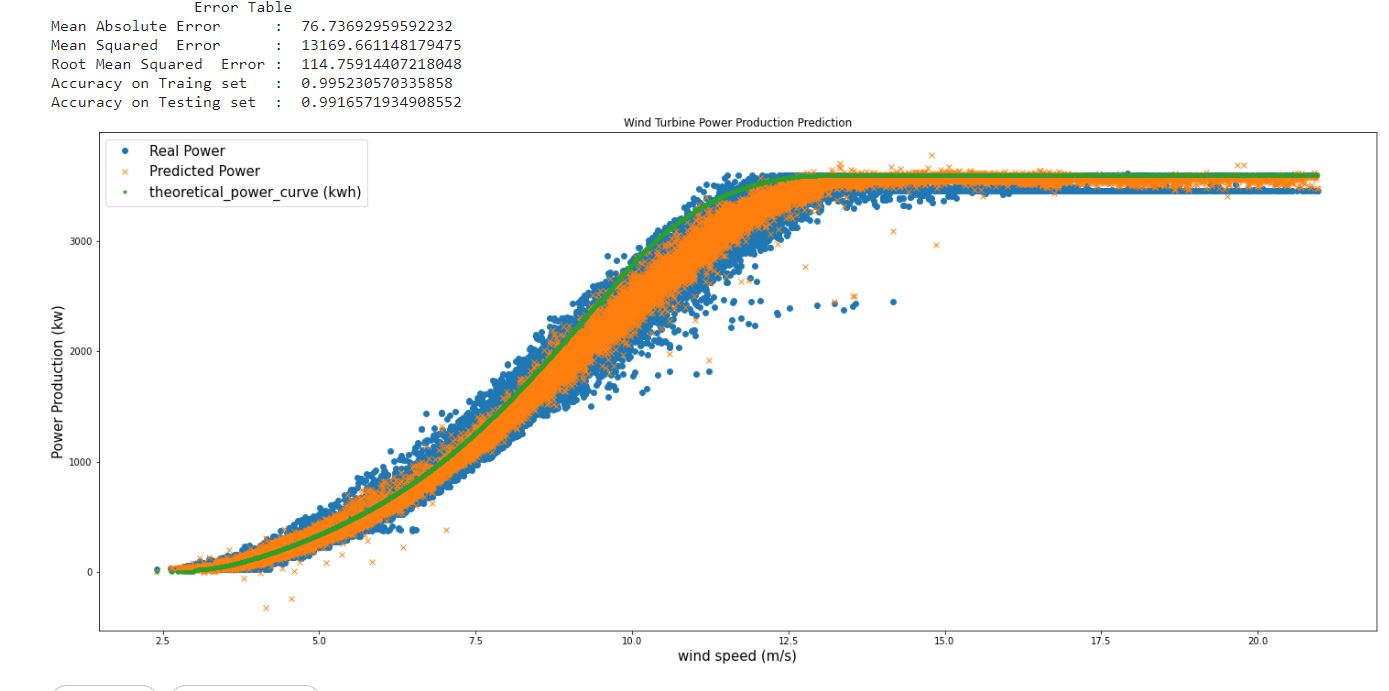 Error Table
Mean Absolute Error : 76.73692959592232
Mean Squared Error : 13169.661148179475
Root Mean Squared Error : 114.75914407218048
Accuracy on Traing set : 0.995230570335858
Accuracy on Testing set : 0.9916571934908552
Wind Turbine Power Production Prediction
Real Power
Predicted Power
theoretical_power_curve (kwh)
Power Production (kw)
3000
2000
1000
0
2.5 5.0 7.5 10.0 12.5 15.0 17.5 20.0
wind speed (m/s)